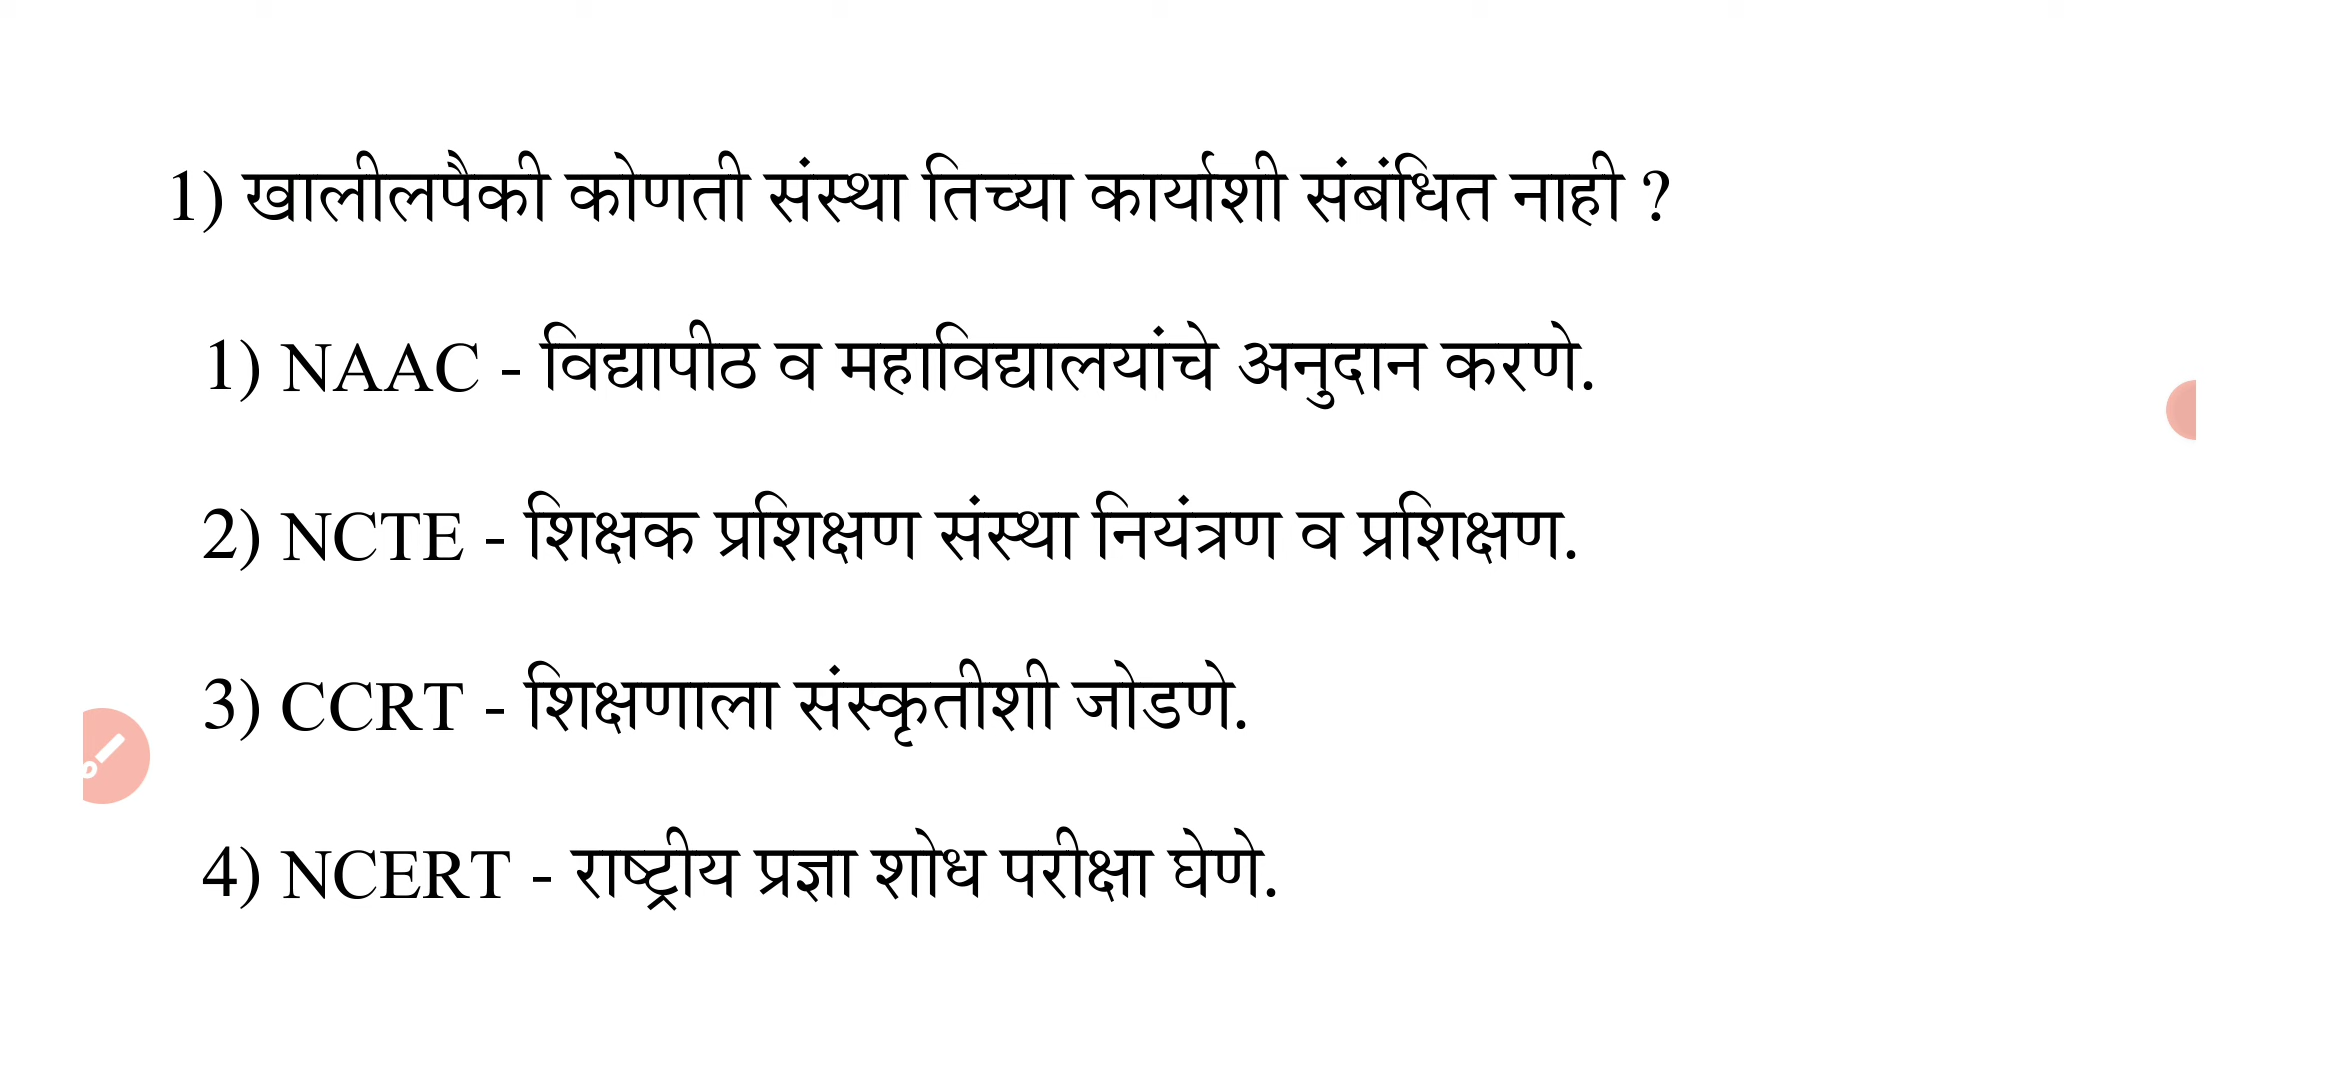 1) खालीलपैकी कोणती संस्था तिच्या कार्याशी संबंधित नाही ?
1) NAAC - विद्यापीठ व महाविद्यालयांचे अनुदान करणे.
2) NCTE - शिक्षक प्रशिक्षण संस्था नियंत्रण व प्रशिक्षण.
3) CCRT - शिक्षणाला संस्कृतीशी जोडणे.
4) NCERT - राष्ट्रीय प्रज्ञा शोध परीक्षा घेणे.